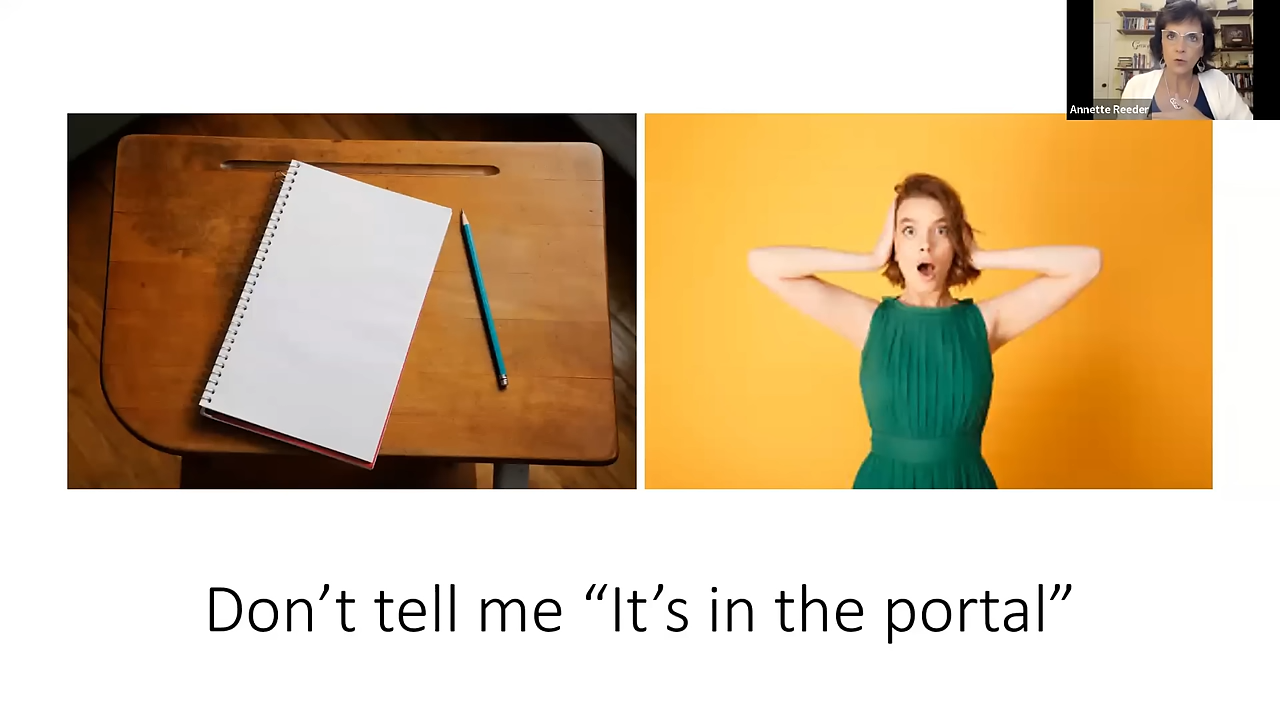 Annette Reeder
Don’t tell me “It’s in the portal”